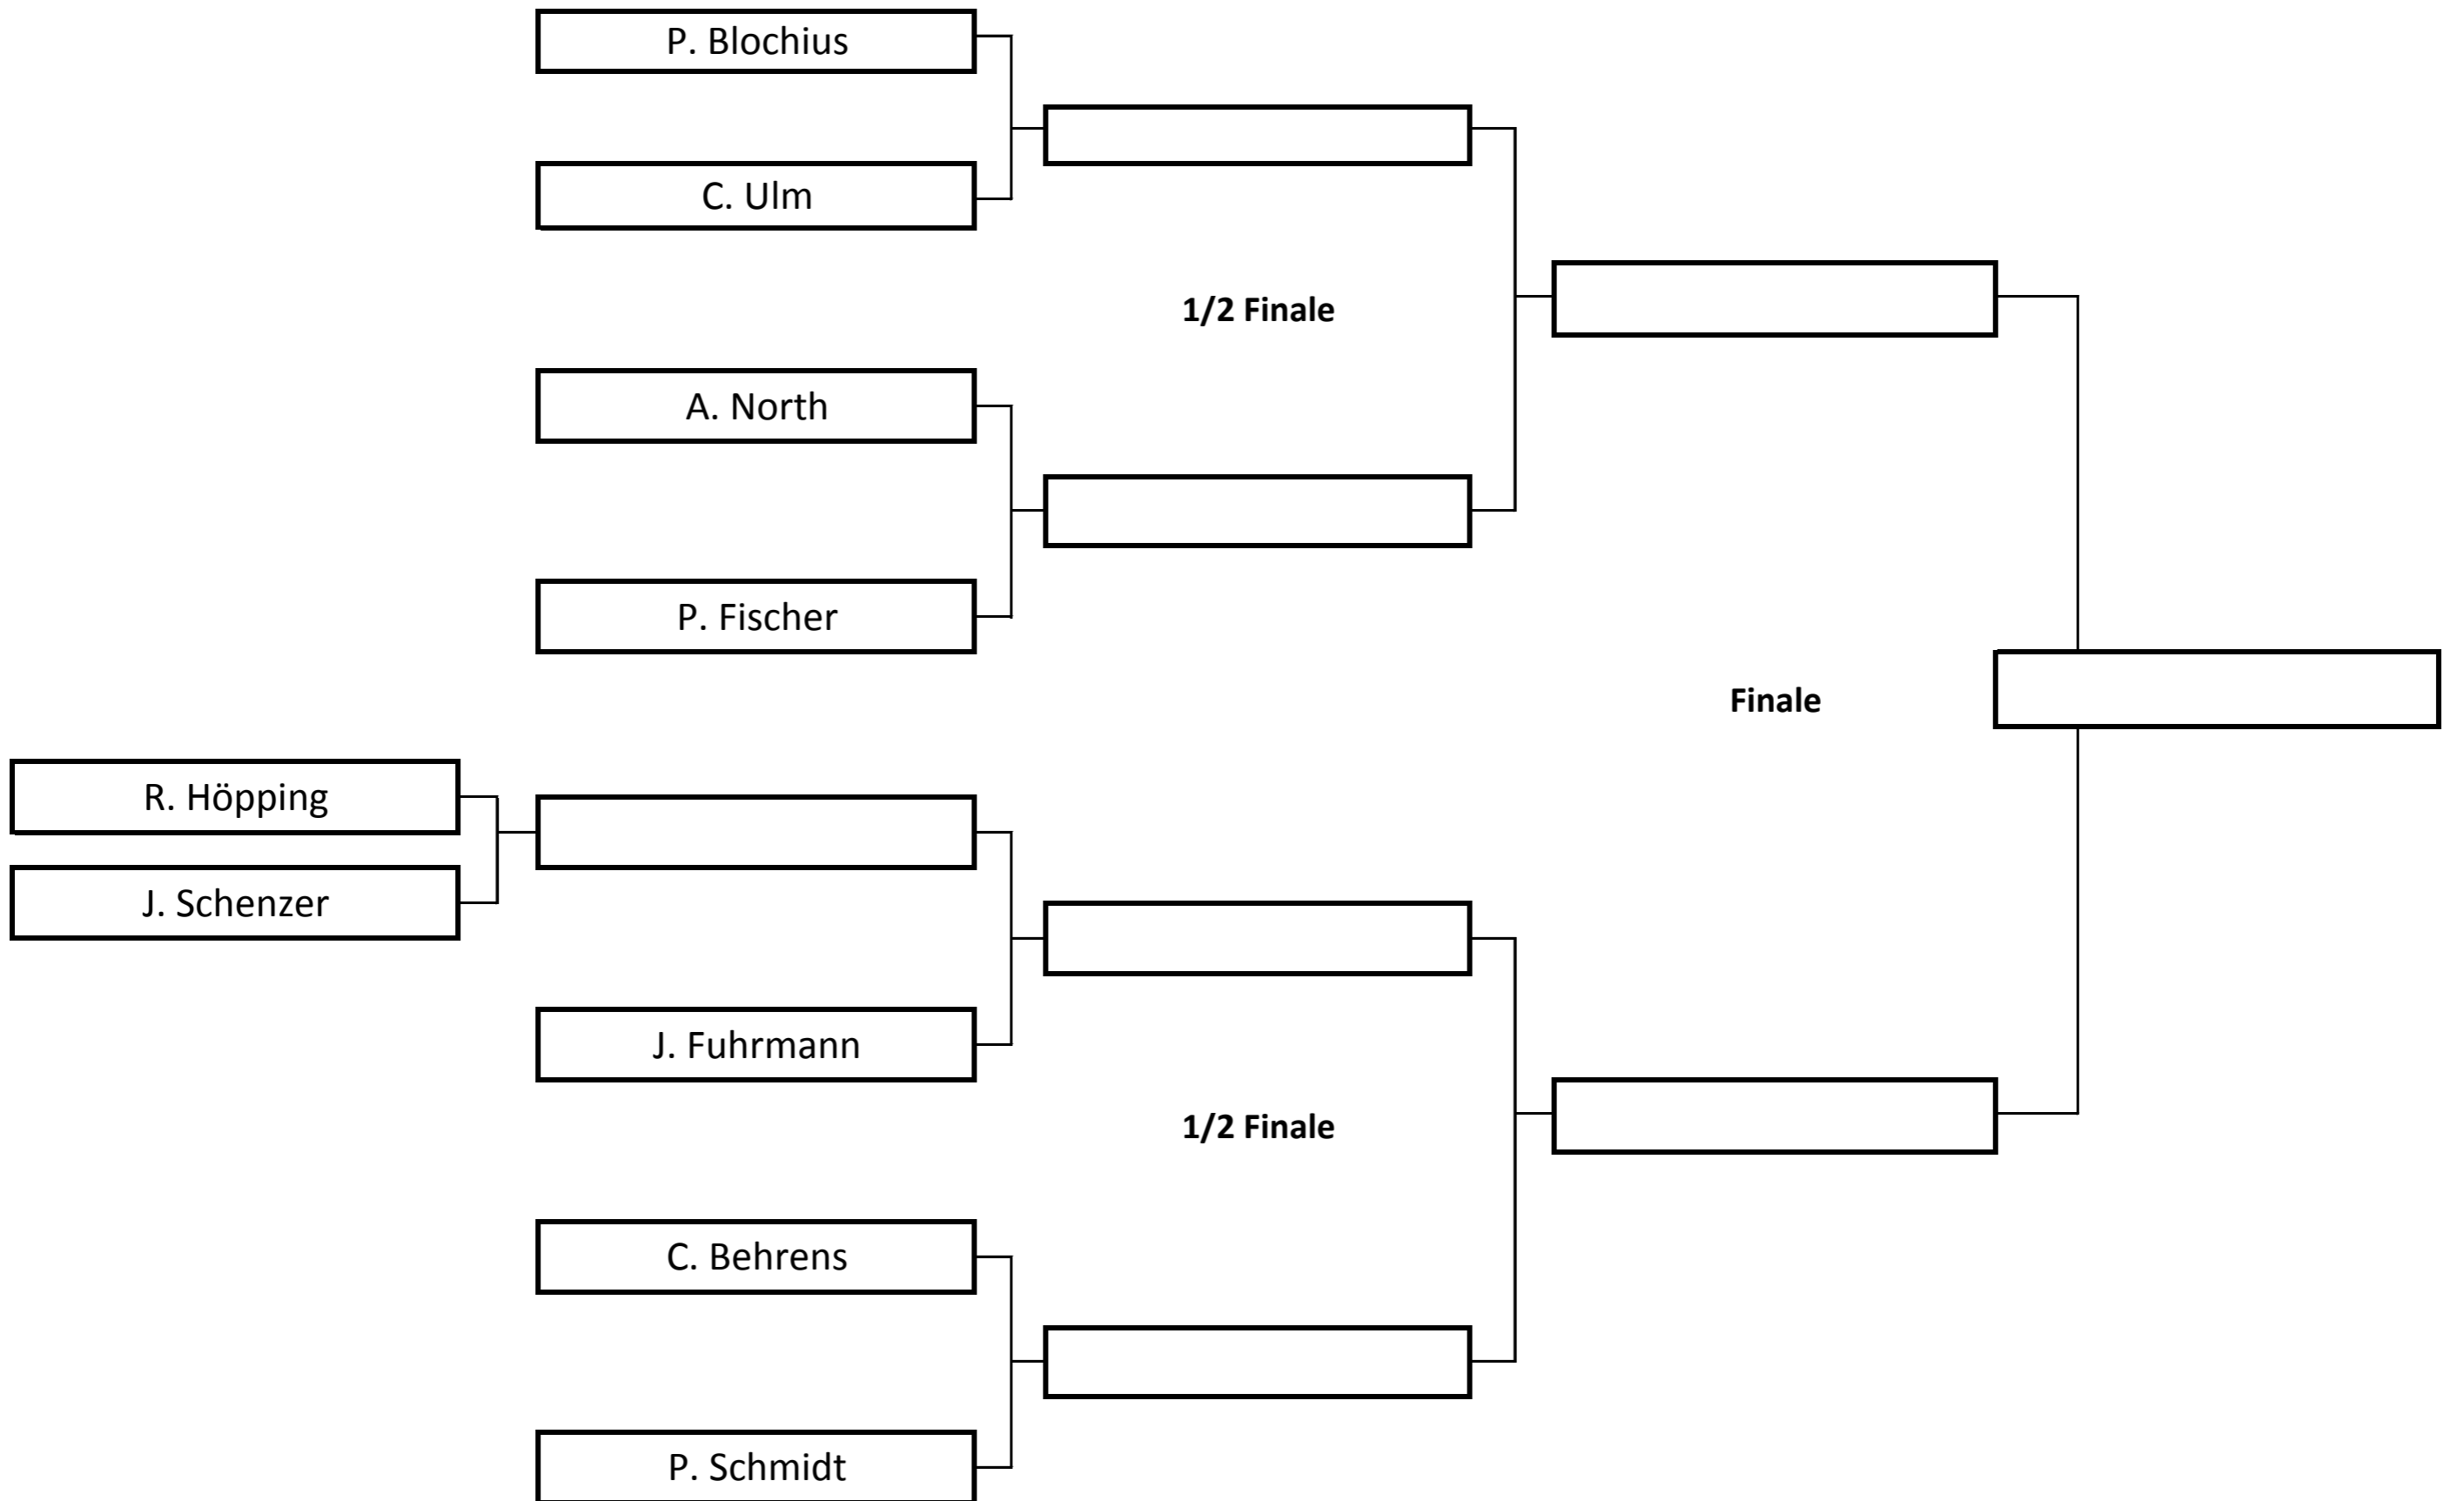 P. Blochius
C. Ulm
1/2 Finale
A. North
P. Fischer
Finale
R. Höpping
J. Schenzer
J. Fuhrmann
1/2 Finale
C. Behrens
P. Schmidt